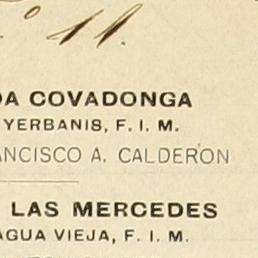 º 11.
DA COVADONGA
YERBANIS, F. I. M.
ANCISCO A. CALDERON
LAS MERCEDES
AGUA VIEJA, F. I. M.